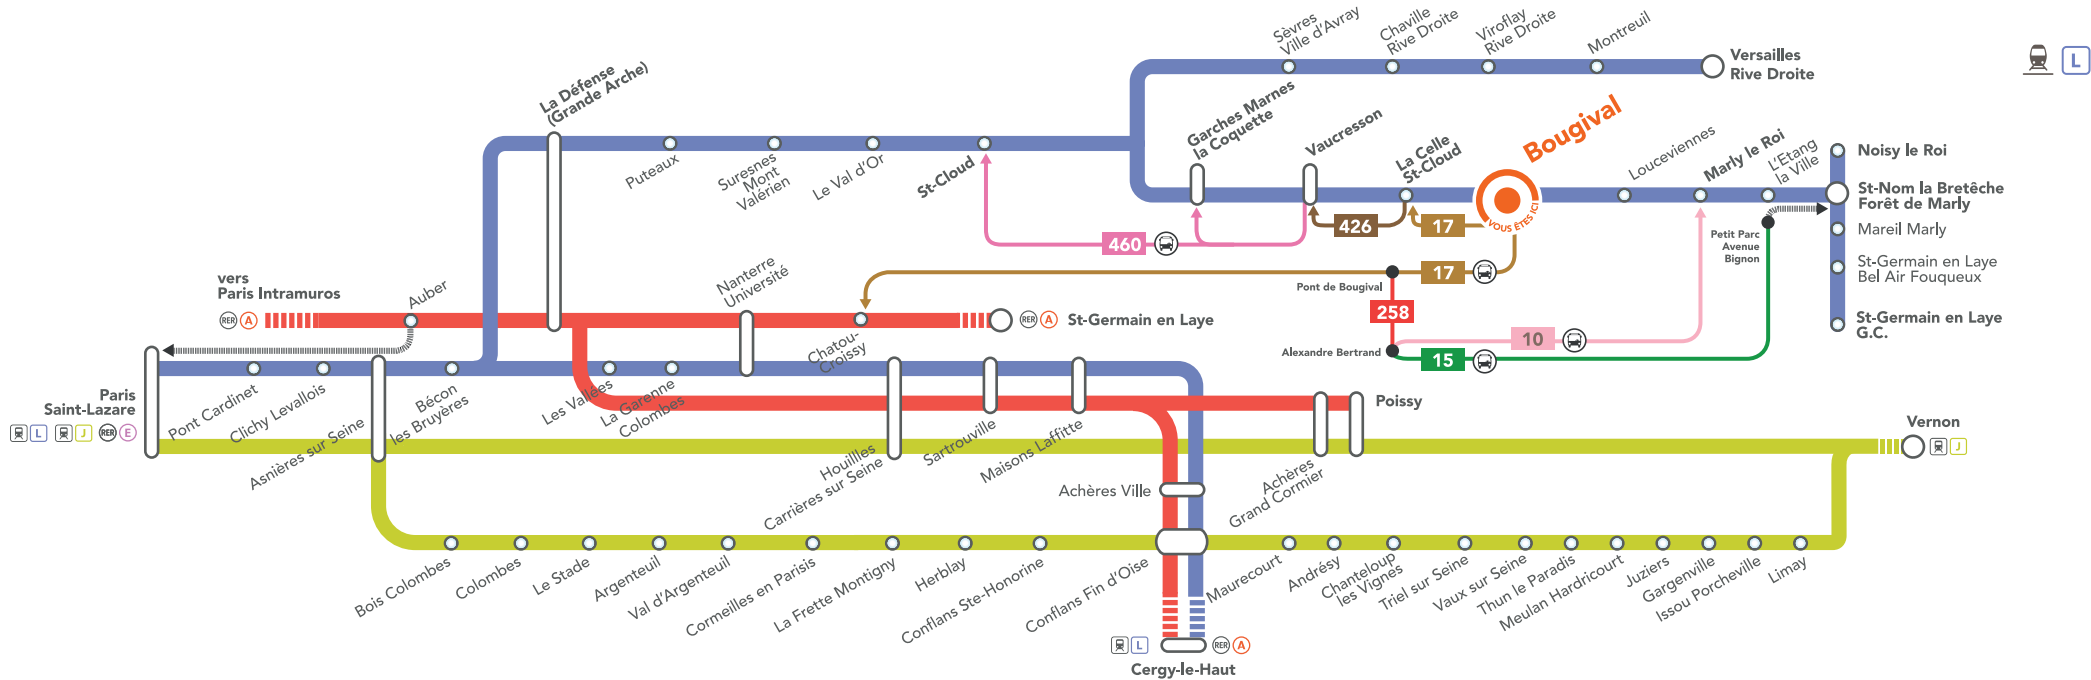 Sèvres
Ville d'Avray
Chaville
Rive Droite
Viroflay
Rive Droite
Montreuil
Versailles
Rive Droite
L
La Défense
(Grande Arche)
Puteaux
Suresnes
Mont
Valérien
Le Val d'Or
St-Cloud
Garches Marnes
la Coquette
Vaucresson
La Celle
St-Cloud
Bougival
VOUS ÊTES ICI
Louceviennes
Marly le Roi
L'Etang
la Ville
Noisy le Roi
St-Nom la Bretêche
Forêt de Marly
Mareil Marly
St-Germain en Laye
Bel Air Fouqueux
St-Germain en Laye
G.C.
460
426
17
Petit Parc
Avenue
Bignon
17
Pont de Bougival
258
Alexandre Bertrand
10
15
vers
Paris Intramuros
RER A
Auber
Nanterre
Université
Chatou-
Croissy
RER A
St-Germain en Laye
Paris
Saint-Lazare
L J RER E
Pont Cardinet
Clichy Levallois
Asnières sur Seine
Bécon
les Bruyères
Les Vallées
La Garenne
Colombes
Houillles
Carrières sur Seine
Sartrouville
Maisons Laffitte
Achères Ville
Achères
Grand Cormier
Poissy
Vernon
J
Bois Colombes
Colombes
Le Stade
Argenteuil
Val d'Argenteuil
Cormeilles en Parisis
La Frette Montigny
Herblay
Conflans Ste-Honorine
Conflans Fin d'Oise
Maurecourt
Andrésy
Chanteloup
les Vignes
Triel sur Seine
Vaux sur Seine
Thun le Paradis
Meulan Hardricourt
Juziers
Gargenville
Issou Porcheville
Limay
L
RER A
Cergy-le-Haut